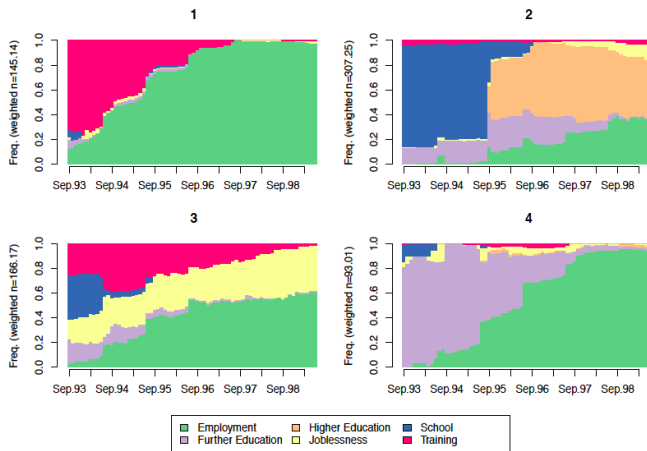 1
Freq. (weighted n=145.14)
0.0 0.2 0.4 0.6 0.8 1.0
Sep.93 Sep.94 Sep.95 Sep.96 Sep.97 Sep.98
2
Freq. (weighted n=307.25)
0.0 0.2 0.4 0.6 0.8 1.0
Sep.93 Sep.94 Sep.95 Sep.96 Sep.97 Sep.98
3
Freq. (weighted n=166.17)
0.0 0.2 0.4 0.6 0.8 1.0
Sep.93 Sep.94 Sep.95 Sep.96 Sep.97 Sep.98
4
Freq. (weighted n=93.01)
0.0 0.2 0.4 0.6 0.8 1.0
Sep.93 Sep.94 Sep.95 Sep.96 Sep.97 Sep.98
Employment Higher Education School
Further Education Joblessness Training